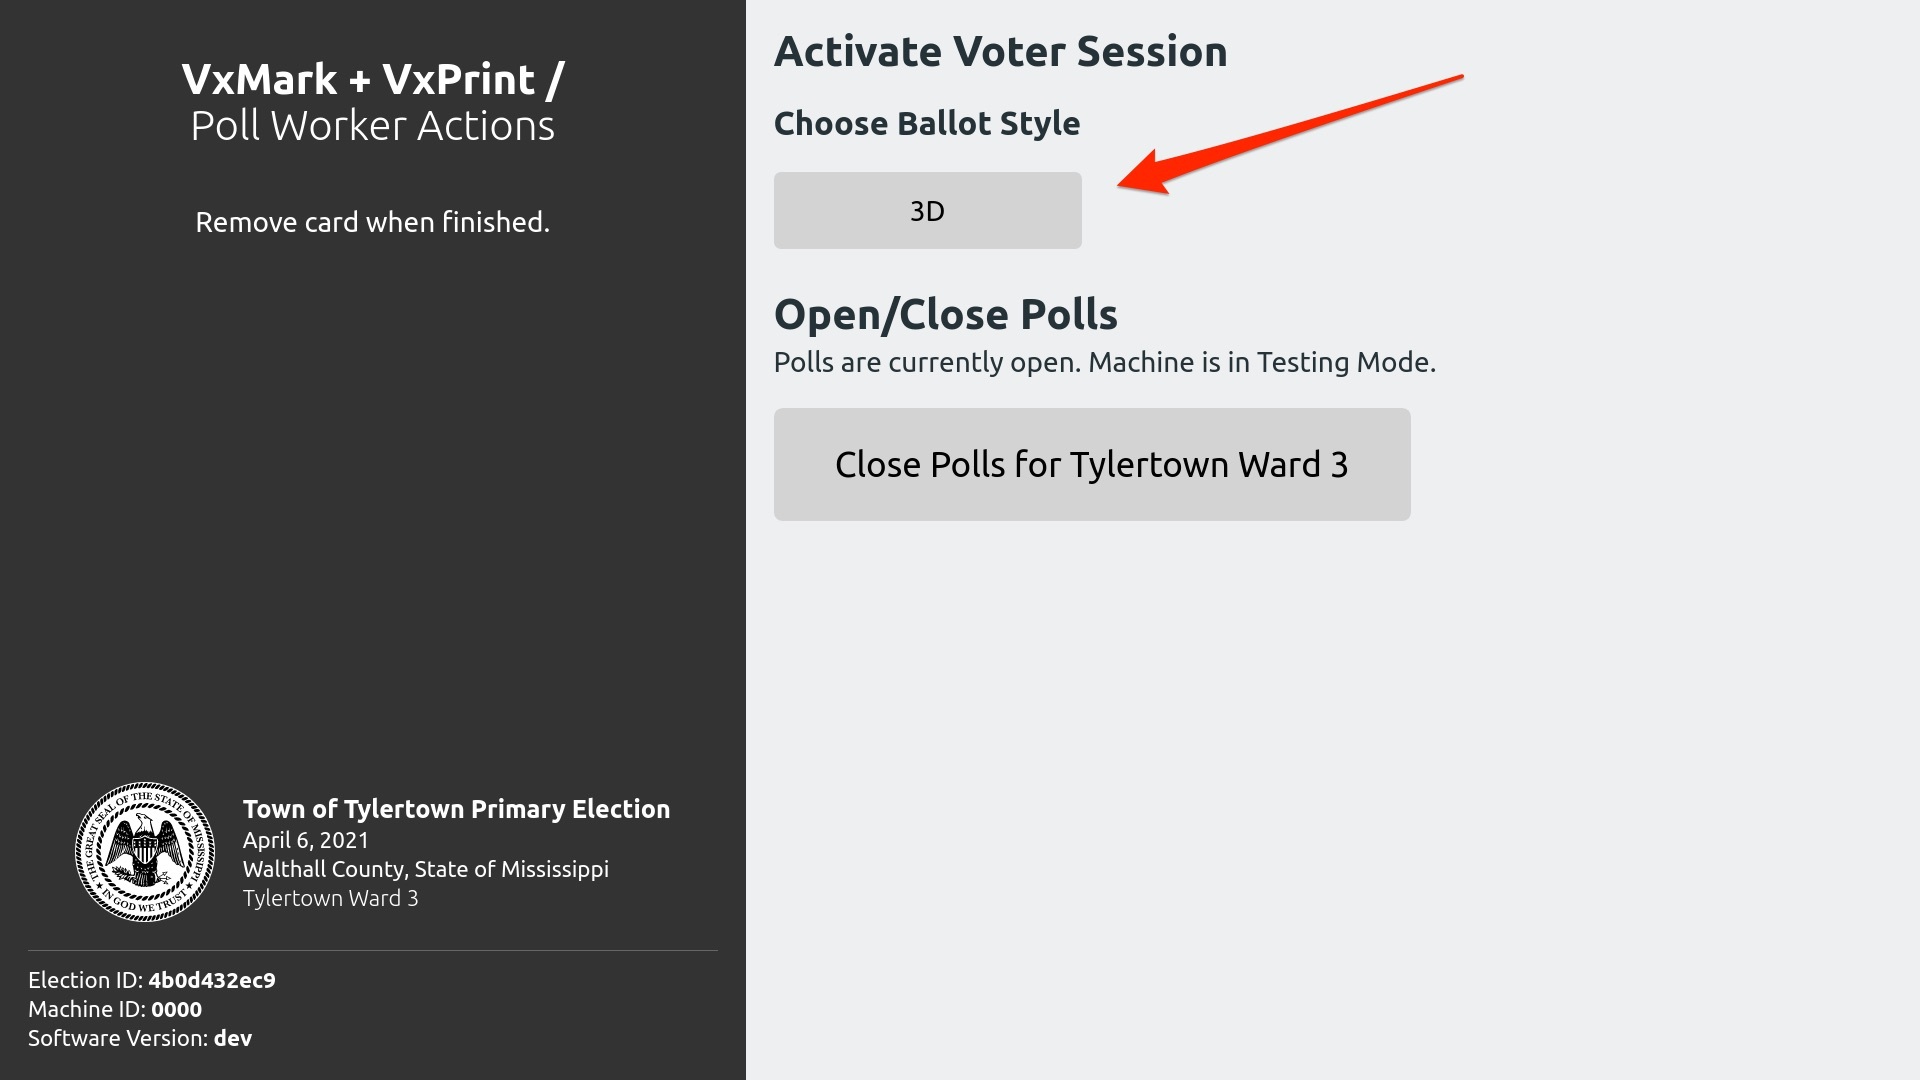 VxMark + VxPrint /
Poll Worker Actions
Remove card when finished.
THE GREAT SEAL OF THE STATE OF MISSISSIPPI
IN GOD WE TRUST
Town of Tylertown Primary Election
April 6, 2021
Walthall County, State of Mississippi
Tylertown Ward 3
Election ID: 4b0d432ec9
Machine ID: 0000
Software Version: dev
Activate Voter Session
Choose Ballot Style
3D
Open/Close Polls
Polls are currently open. Machine is in Testing Mode.
Close Polls for Tylertown Ward 3